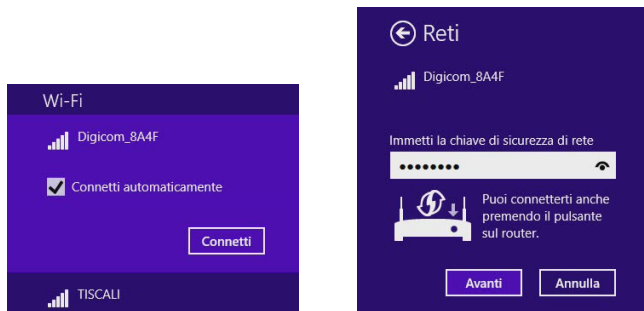 Wi-Fi
Digicom_8A4F
Connetti automaticamente
Connetti
TISCALI
Reti
Digicom_8A4F
Immetti la chiave di sicurezza di rete
••••••••
Puoi connetterti anche
premendo il pulsante
sul router.
Avanti
Annulla